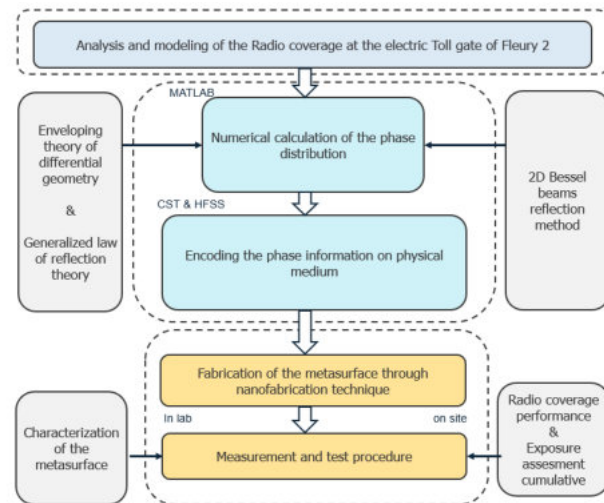 Analysis and modeling of the Radio coverage at the electric Toll gate of Fleury 2
MATLAB
Enveloping
theory of
differential
geometry
&
Generalized
law of
reflection
theory
Numerical calculation of the phase
distribution
2D Bessel
beams
reflection
method
CST & HFSS
Encoding the phase information on physical
medium
Fabrication of the metasurface through
nanofabrication technique
In lab
on site
Characterization
of the
metasurface
Measurement and test procedure
Radio coverage
performance
&
Exposure
assesment
cumulative